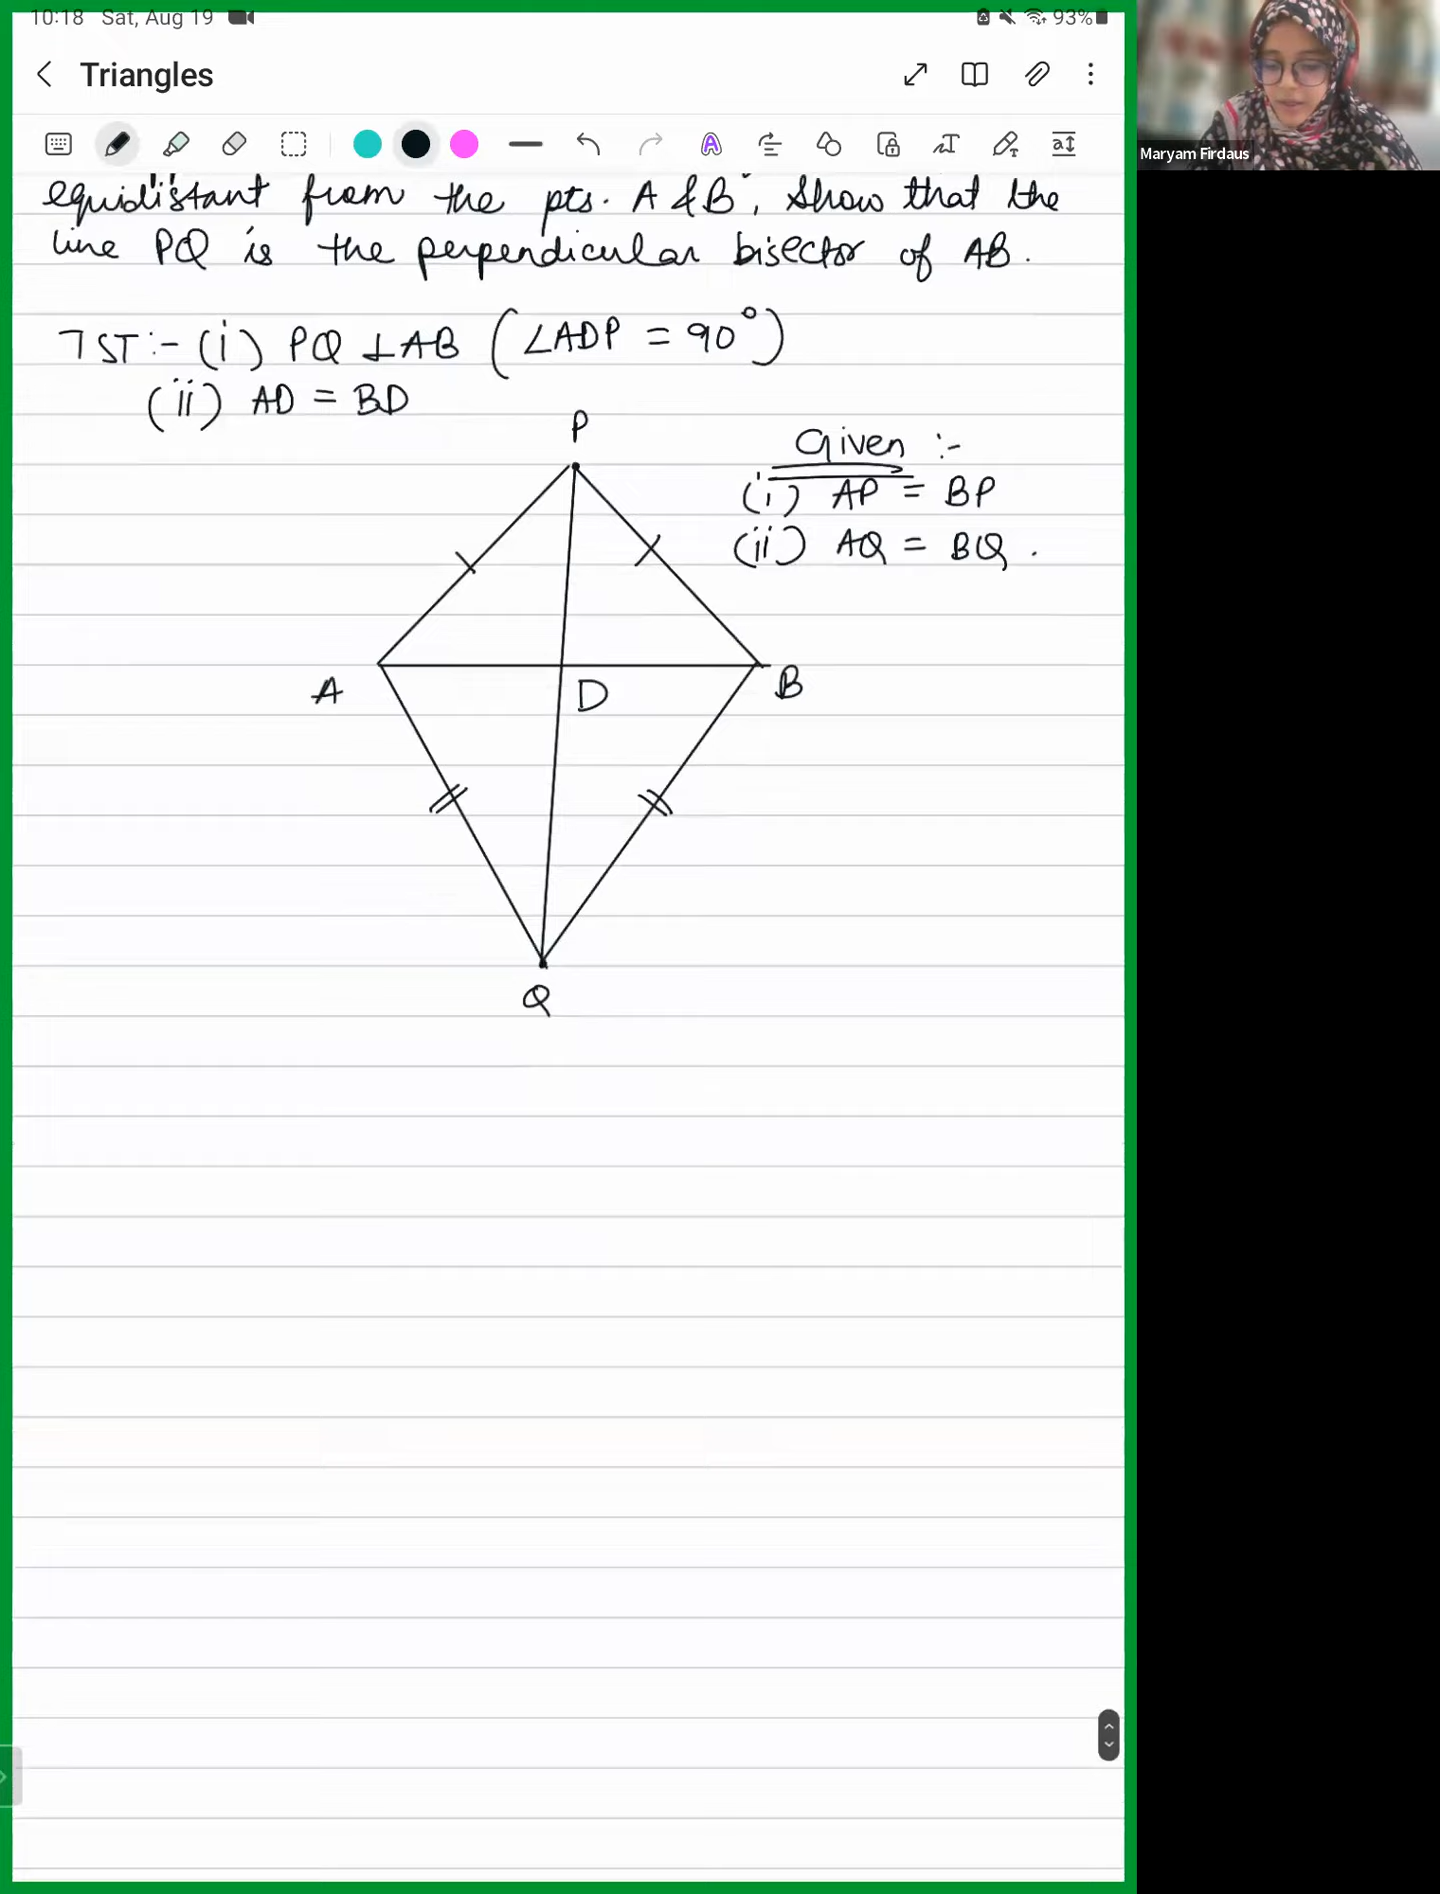 10:18 Sat, Aug 19
93%
Triangles
Maryam Firdaus
equidistant from the pts. A & B, Show that the
line PQ is the perpendicular bisector of AB.
TST :- (i) PQ ⊥ AB (∠ADP = 90°)
(ii) AD = BD
P
Given :-
(i) AP = BP
(ii) AQ = BQ .
A
D
B
Q